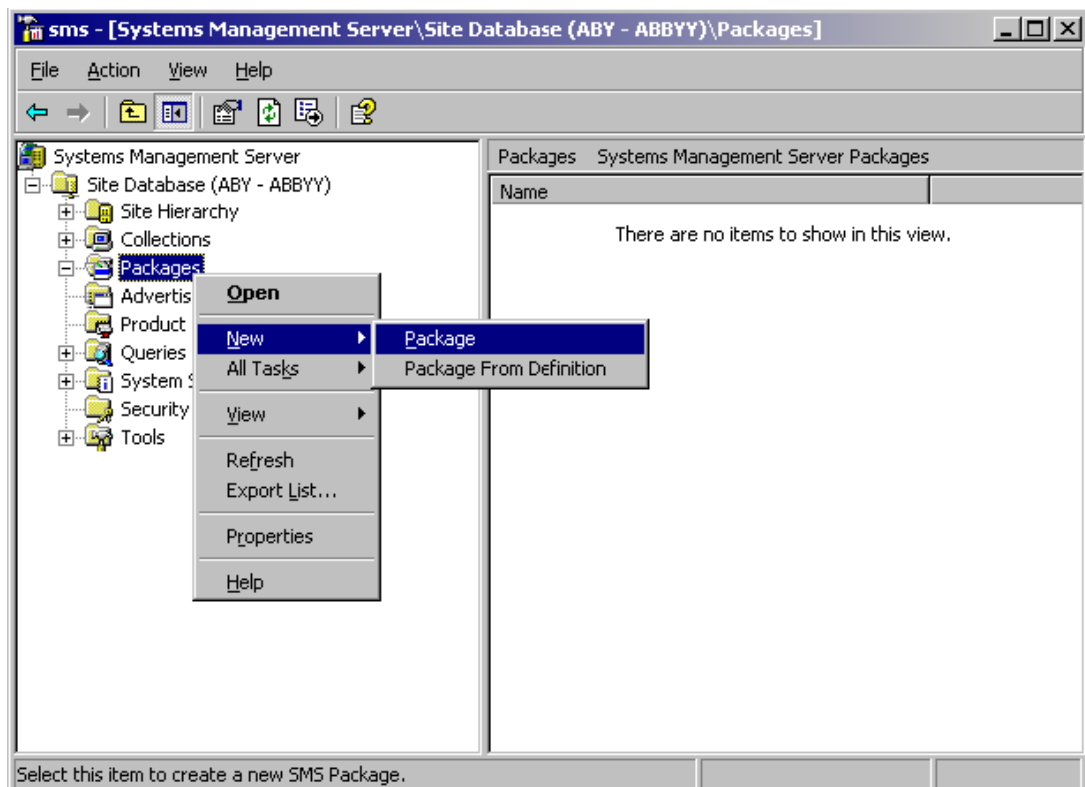 sms - [Systems Management Server\Site Database (ABY - ABBYY)\Packages]
File Action View Help
Systems Management Server
Packages Systems Management Server Packages
Site Database (ABY - ABBYY)
Name
Site Hierarchy
There are no items to show in this view.
Collections
Packages
Advertis
Open
Product
New
Package
Queries
All Tasks
Package From Definition
System
Security
View
Tools
Refresh
Export List...
Properties
Help
Select this item to create a new SMS Package.